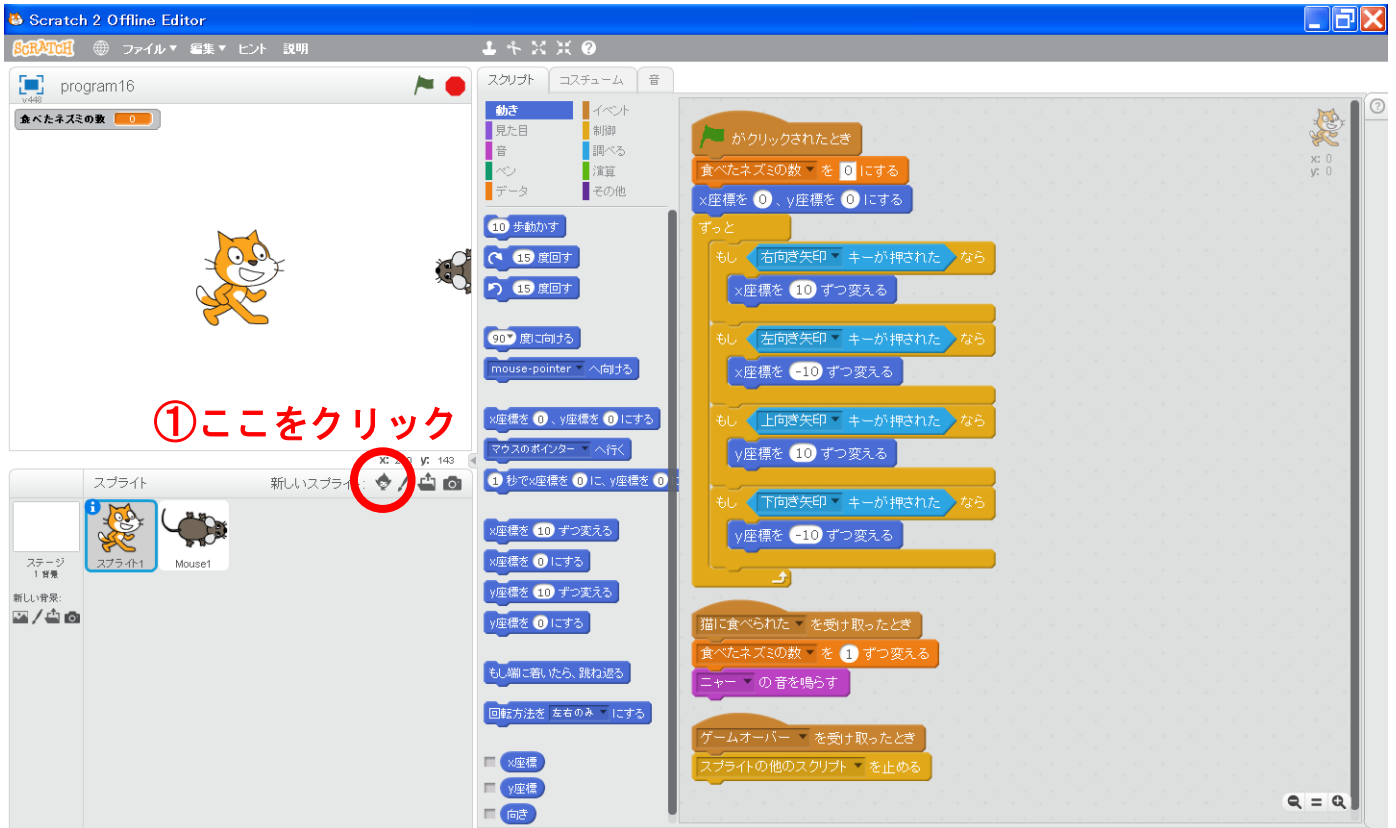 Scratch 2 Offline Editor
SCRATCH ファイル▼ 編集▼ ヒント 説明
program16
v448
食べたネズミの数 0
①ここをクリック
y: 143
スプライト 新しいスプライト:
ステージ
1 背景
新しい背景:
スプライト1
Mouse1
スクリプト コスチューム 音
動き
見た目
音
ペン
データ
イベント
制御
調べる
演算
その他
10 歩動かす
15 度回す
15 度回す
90▼ 度に向ける
mouse-pointer へ向ける
x座標を 0 、y座標を 0 にする
マウスのポインター へ行く
1 秒でx座標を 0 に、y座標を 0
x座標を 10 ずつ変える
x座標を 0 にする
y座標を 10 ずつ変える
y座標を 0 にする
もし端に着いたら、跳ね返る
回転方法を 左右のみ にする
x座標
y座標
向き
がクリックされたとき
食べたネズミの数 を 0 にする
x座標を 0 、y座標を 0 にする
ずっと
もし 右向き矢印 キーが押された なら
x座標を 10 ずつ変える
もし 左向き矢印 キーが押された なら
x座標を -10 ずつ変える
もし 上向き矢印 キーが押された なら
y座標を 10 ずつ変える
もし 下向き矢印 キーが押された なら
y座標を -10 ずつ変える
猫に食べられた を受け取ったとき
食べたネズミの数 を 1 ずつ変える
ニャー の音を鳴らす
ゲームオーバー を受け取ったとき
スプライトの他のスクリプト を止める
x: 0
y: 0